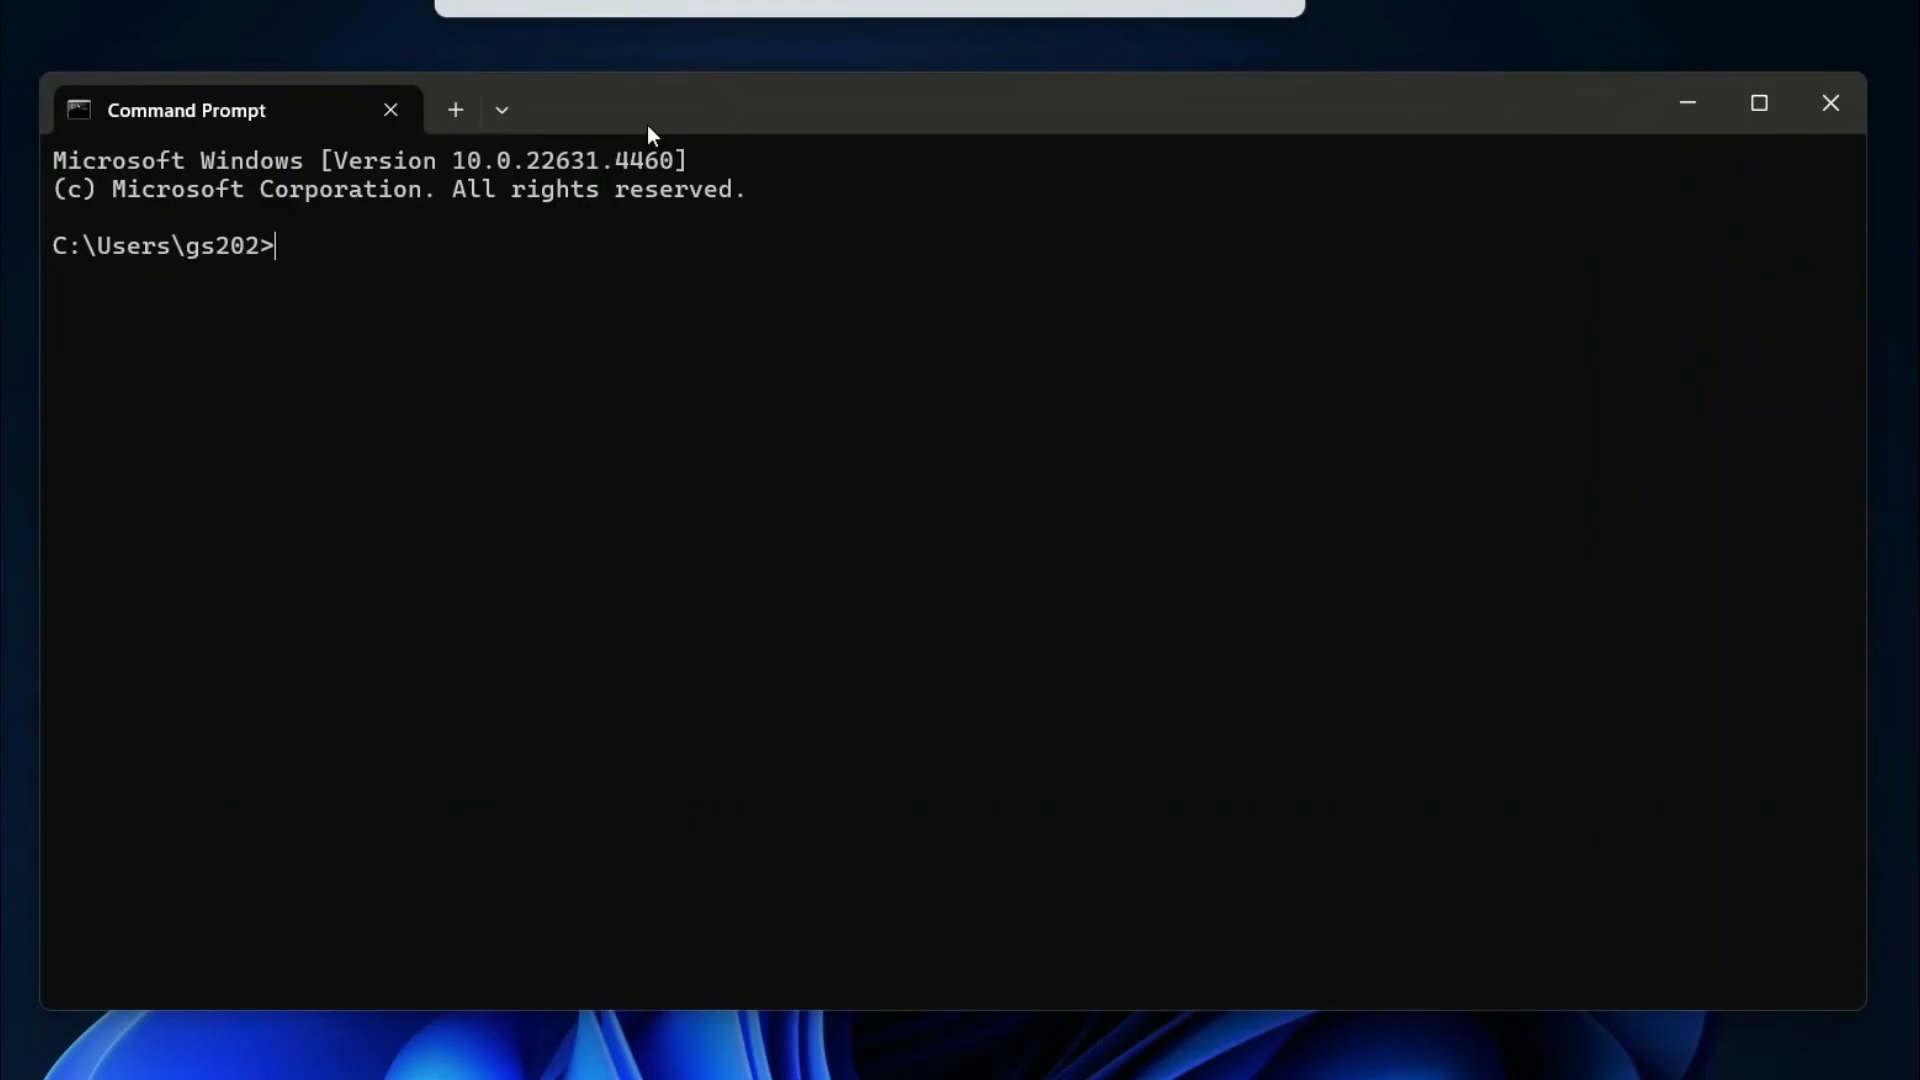 Command Prompt
Microsoft Windows [Version 10.0.22631.4460]
(c) Microsoft Corporation. All rights reserved.
C:\Users\gs202>